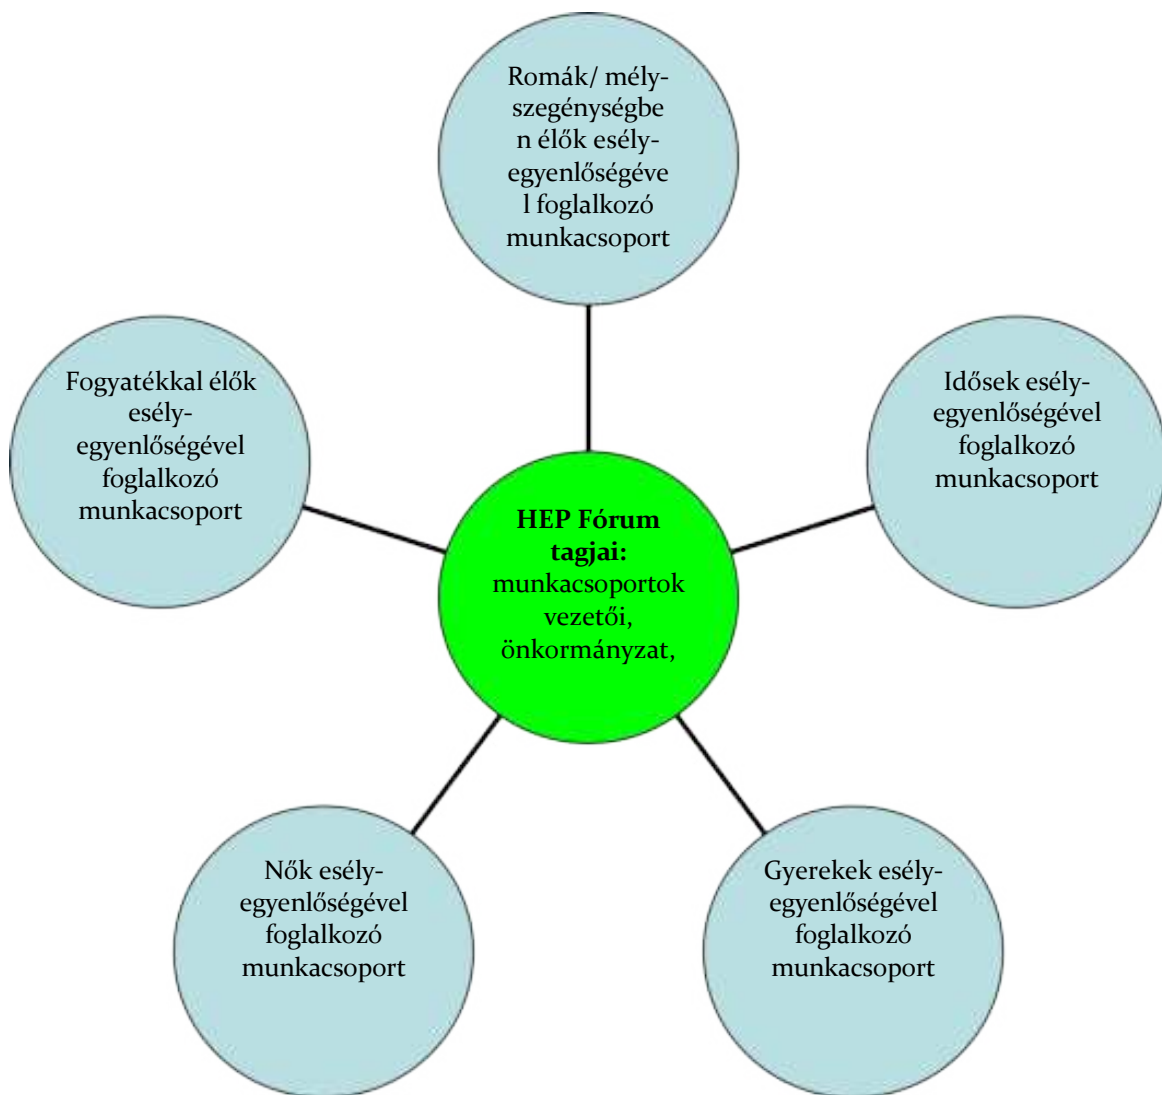 Romák/ mély-
szegénységbe
n élők esély-
egyenlőségéve
l foglalkozó
munkacsoport
Fogyatékkal élők
esély-
egyenlőségével
foglalkozó
munkacsoport
Idősek esély-
egyenlőségével
foglalkozó
munkacsoport
HEP Fórum
tagjai:
munkacsoportok
vezetői,
önkormányzat,
Nők esély-
egyenlőségével
foglalkozó
munkacsoport
Gyerekek esély-
egyenlőségével
foglalkozó
munkacsoport